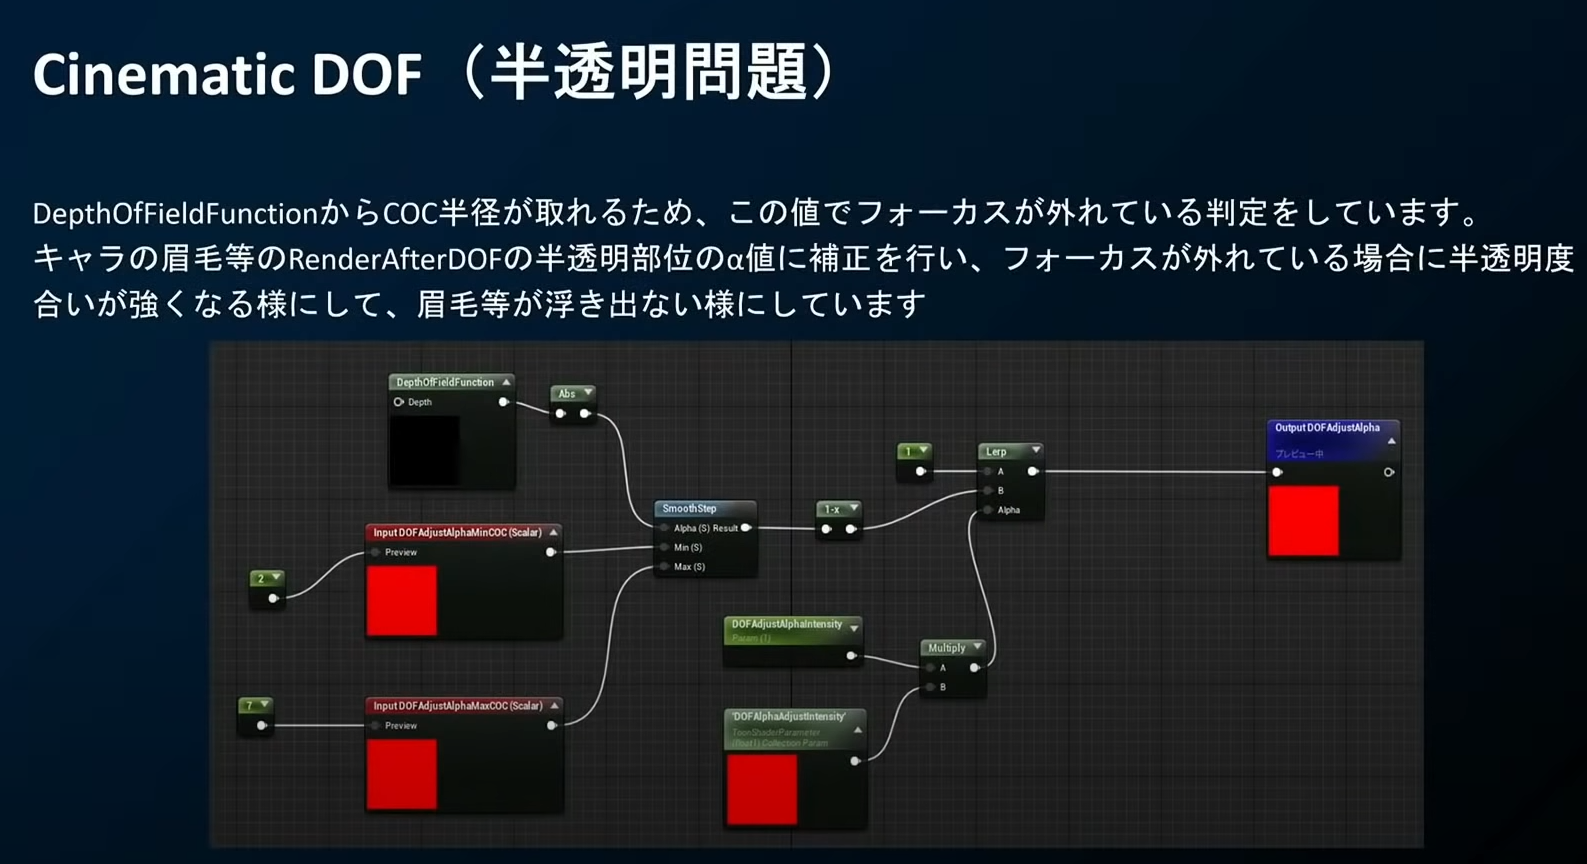 Cinematic DOF（半透明問題）
DepthOfFieldFunctionからCOC半径が取れるため、この値でフォーカスが外れている判定をしています。
キャラの眉毛等のRenderAfterDOFの半透明部位のα値に補正を行い、フォーカスが外れている場合に半透明度
合いが強くなる様にして、眉毛等が浮き出ない様にしています
DepthOfFieldFunction
Depth
Abs
Input DOFAdjustAlphaMinCOC (Scalar)
Preview
2
Input DOFAdjustAlphaMaxCOC (Scalar)
Preview
7
SmoothStep
Alpha (S) Result
Min (S)
Max (S)
1-x
1
Lerp
A
B
Alpha
DOFAdjustAlphaIntensity
Param (1)
'DOFAlphaAdjustIntensity'
ToonShaderParameter
(float1) Collection Param
Multiply
A
B
Output DOFAdjustAlpha
プレビュー中